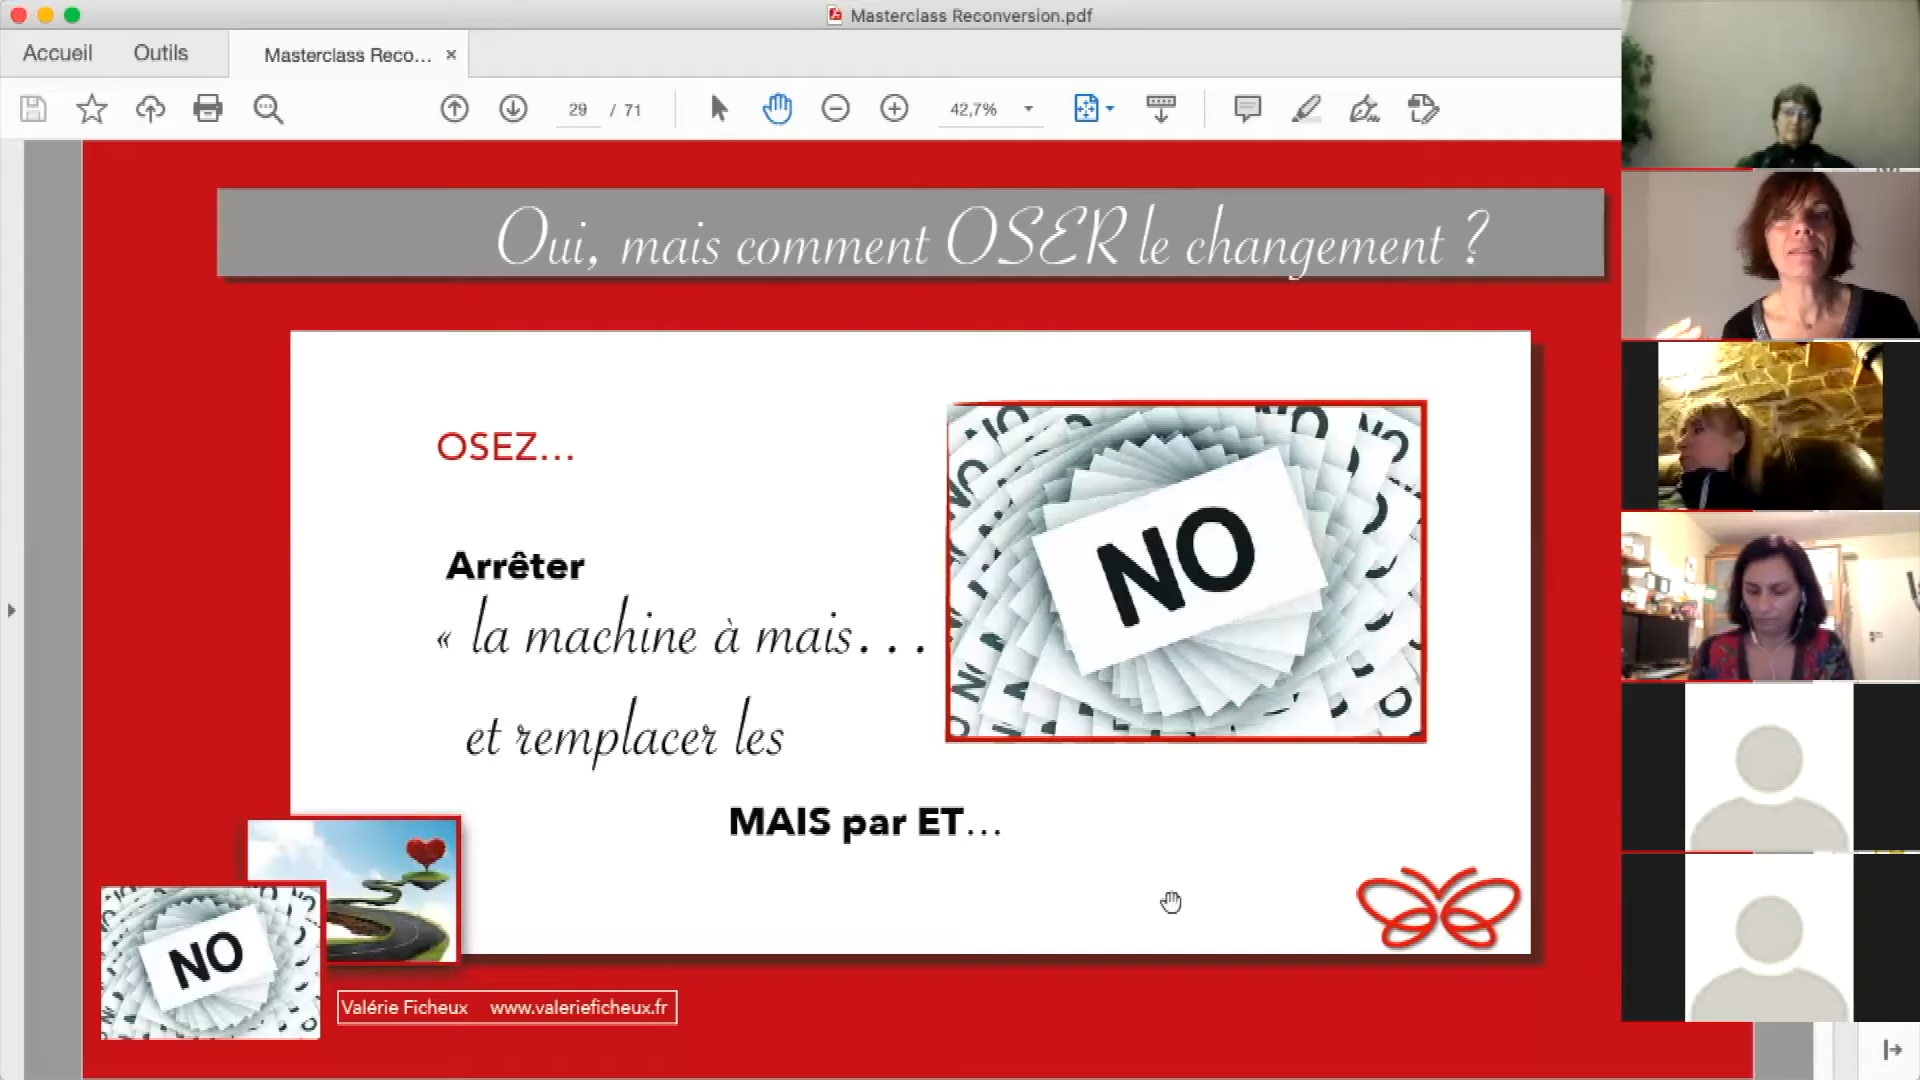 Masterclass Reconversion.pdf
Accueil
Outils
Masterclass Reco... ×
29 / 71
42,7%
Oui, mais comment OSER le changement ?
OSEZ...
Arrêter
« la machine à mais...
et remplacer les
MAIS par ET...
NO
NO
Valérie Ficheux www.valerieficheux.fr